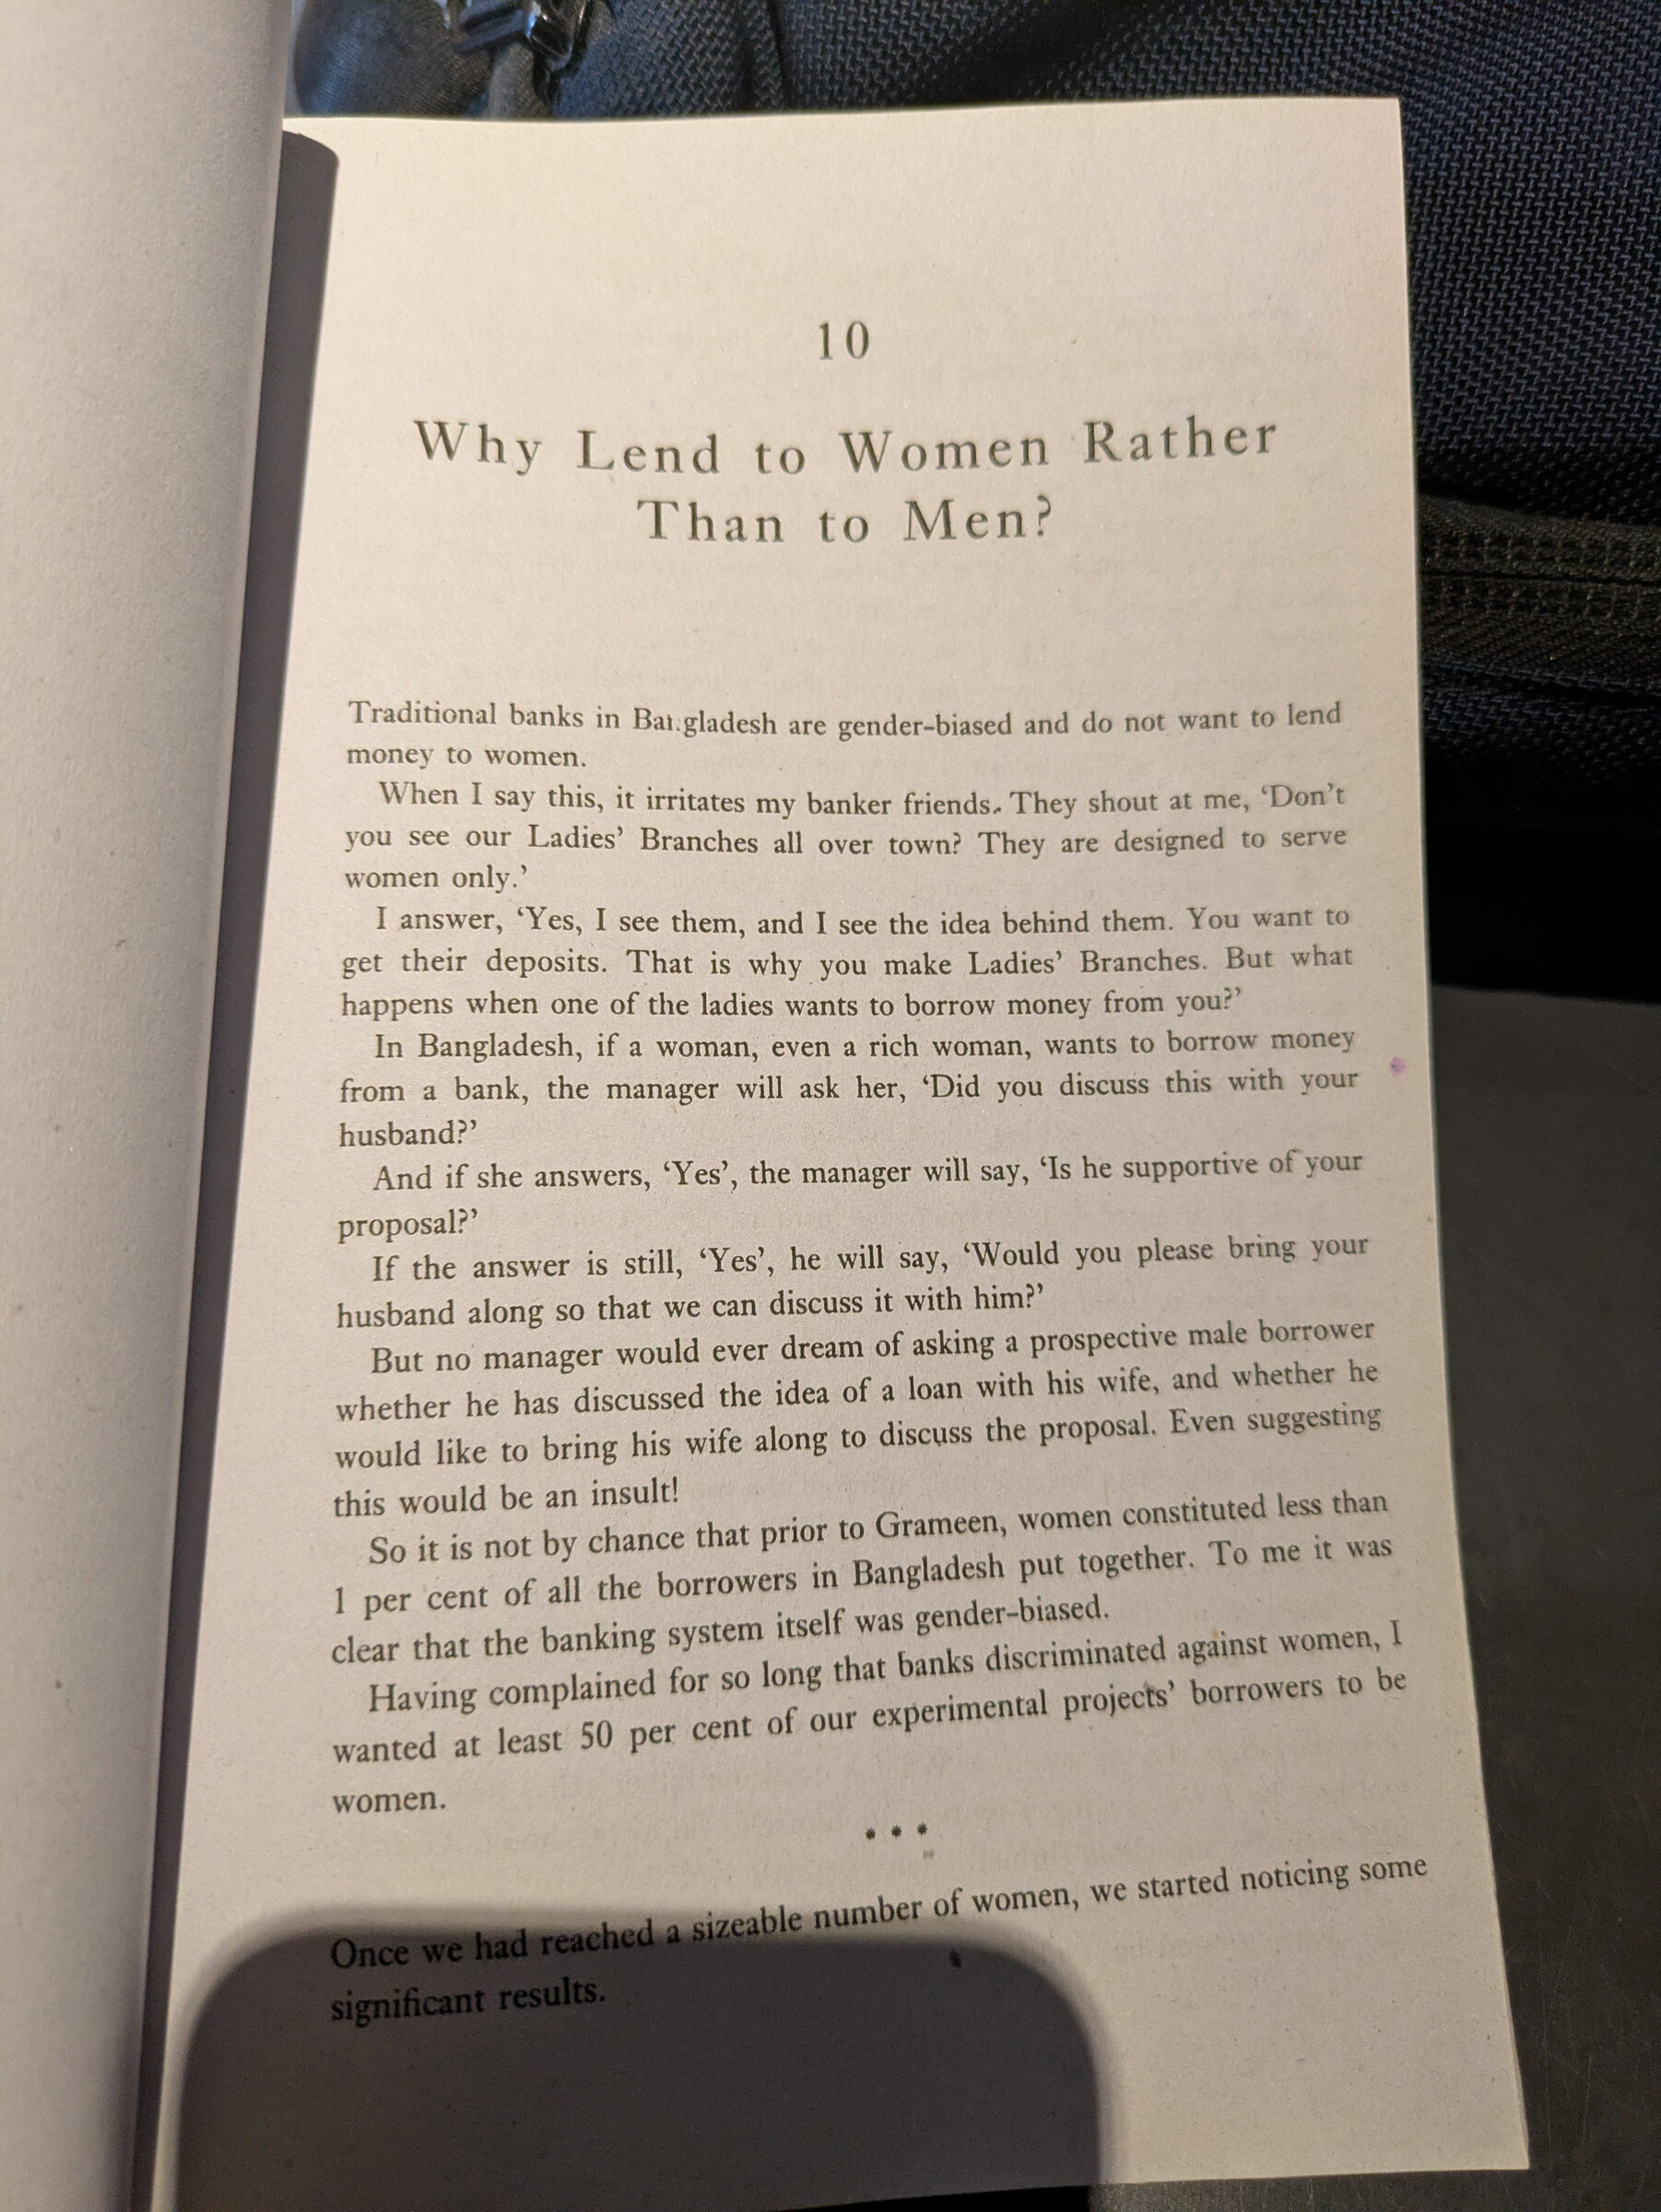 10
Why Lend to Women Rather
Than to Men?
Traditional banks in Bangladesh are gender-biased and do not want to lend
money to women.
When I say this, it irritates my banker friends. They shout at me, ‘Don’t
you see our Ladies’ Branches all over town? They are designed to serve
women only.’
I answer, ‘Yes, I see them, and I see the idea behind them. You want to
get their deposits. That is why you make Ladies’ Branches. But what
happens when one of the ladies wants to borrow money from you?’
In Bangladesh, if a woman, even a rich woman, wants to borrow money
from a bank, the manager will ask her, ‘Did you discuss this with your
husband?’
And if she answers, ‘Yes’, the manager will say, ‘Is he supportive of your
proposal?’
If the answer is still, ‘Yes’, he will say, ‘Would you please bring your
husband along so that we can discuss it with him?’
But no manager would ever dream of asking a prospective male borrower
whether he has discussed the idea of a loan with his wife, and whether he
would like to bring his wife along to discuss the proposal. Even suggesting
this would be an insult!
So it is not by chance that prior to Grameen, women constituted less than
1 per cent of all the borrowers in Bangladesh put together. To me it was
clear that the banking system itself was gender-biased.
Having complained for so long that banks discriminated against women, I
wanted at least 50 per cent of our experimental projects’ borrowers to be
women.
* * *
Once we had reached a sizeable number of women, we started noticing some
significant results.